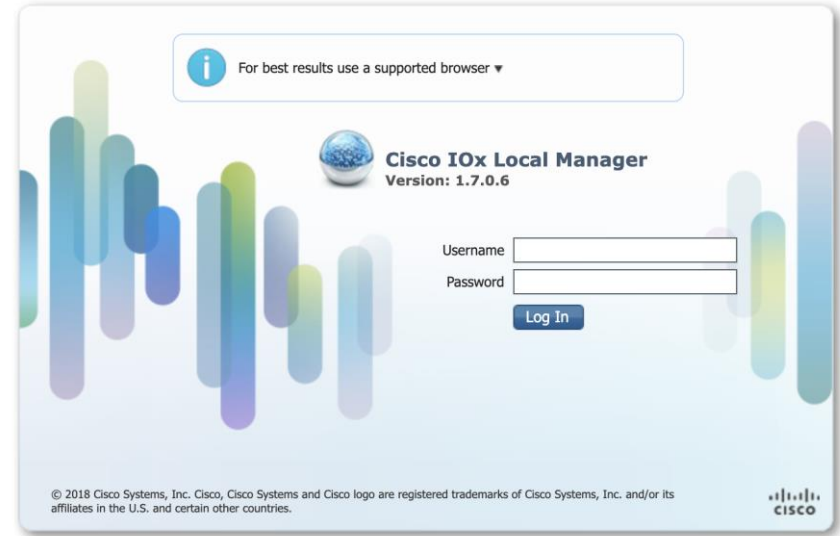 For best results use a supported browser ▼
Cisco IOx Local Manager
Version: 1.7.0.6
Username
Password
Log In
© 2018 Cisco Systems, Inc. Cisco, Cisco Systems and Cisco logo are registered trademarks of Cisco Systems, Inc. and/or its
affiliates in the U.S. and certain other countries.
CISCO